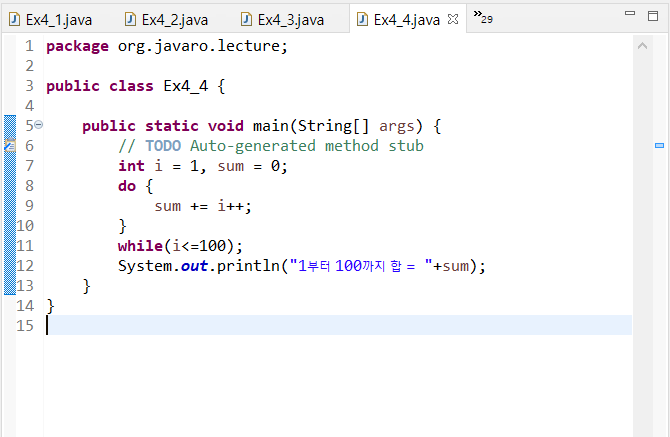 Ex4_1.java Ex4_2.java Ex4_3.java Ex4_4.java »29
1 package org.javaro.lecture;
2
3 public class Ex4_4 {
4
5 public static void main(String[] args) {
6 // TODO Auto-generated method stub
7 int i = 1, sum = 0;
8 do {
9 sum += i++;
10 }
11 while(i<=100);
12 System.out.println("1부터 100까지 합 = "+sum);
13 }
14 }
15